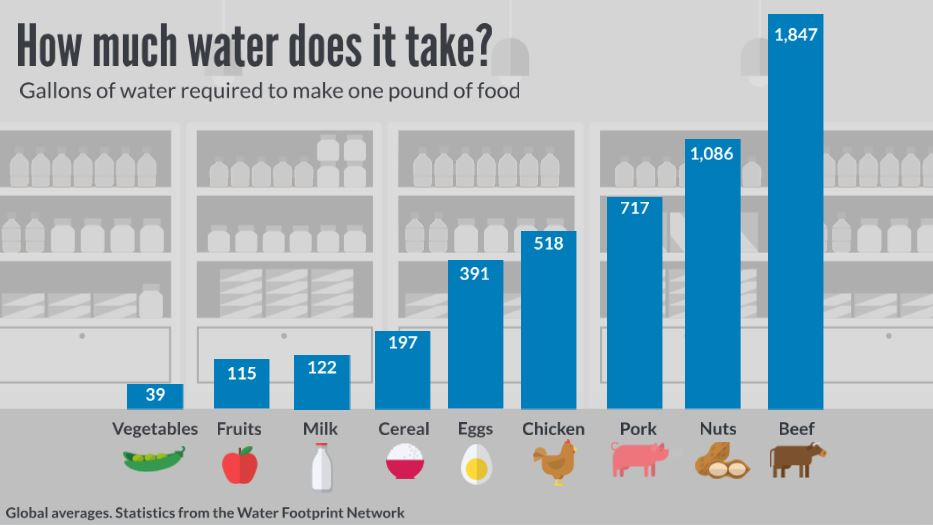 How much water does it take?
Gallons of water required to make one pound of food
39
115
122
197
391
518
717
1,086
1,847
Vegetables
Fruits
Milk
Cereal
Eggs
Chicken
Pork
Nuts
Beef
Global averages. Statistics from the Water Footprint Network